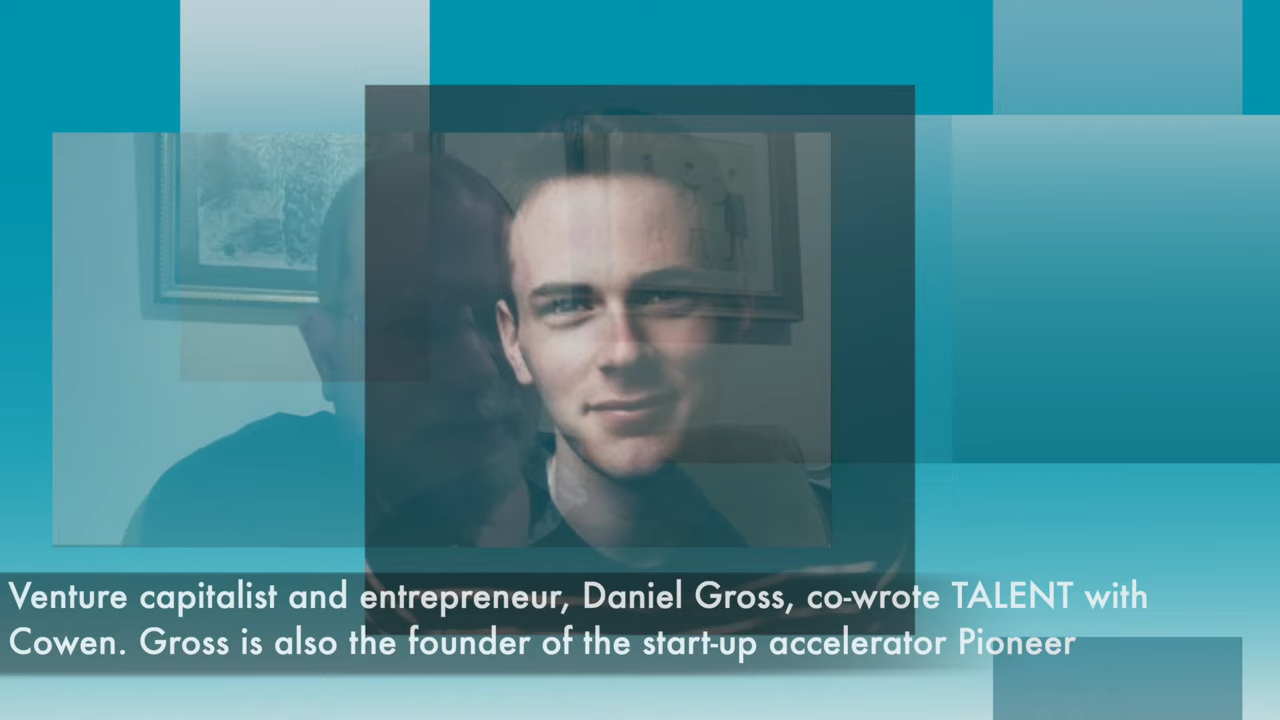 Venture capitalist and entrepreneur, Daniel Gross, co-wrote TALENT with
Cowen. Gross is also the founder of the start-up accelerator Pioneer